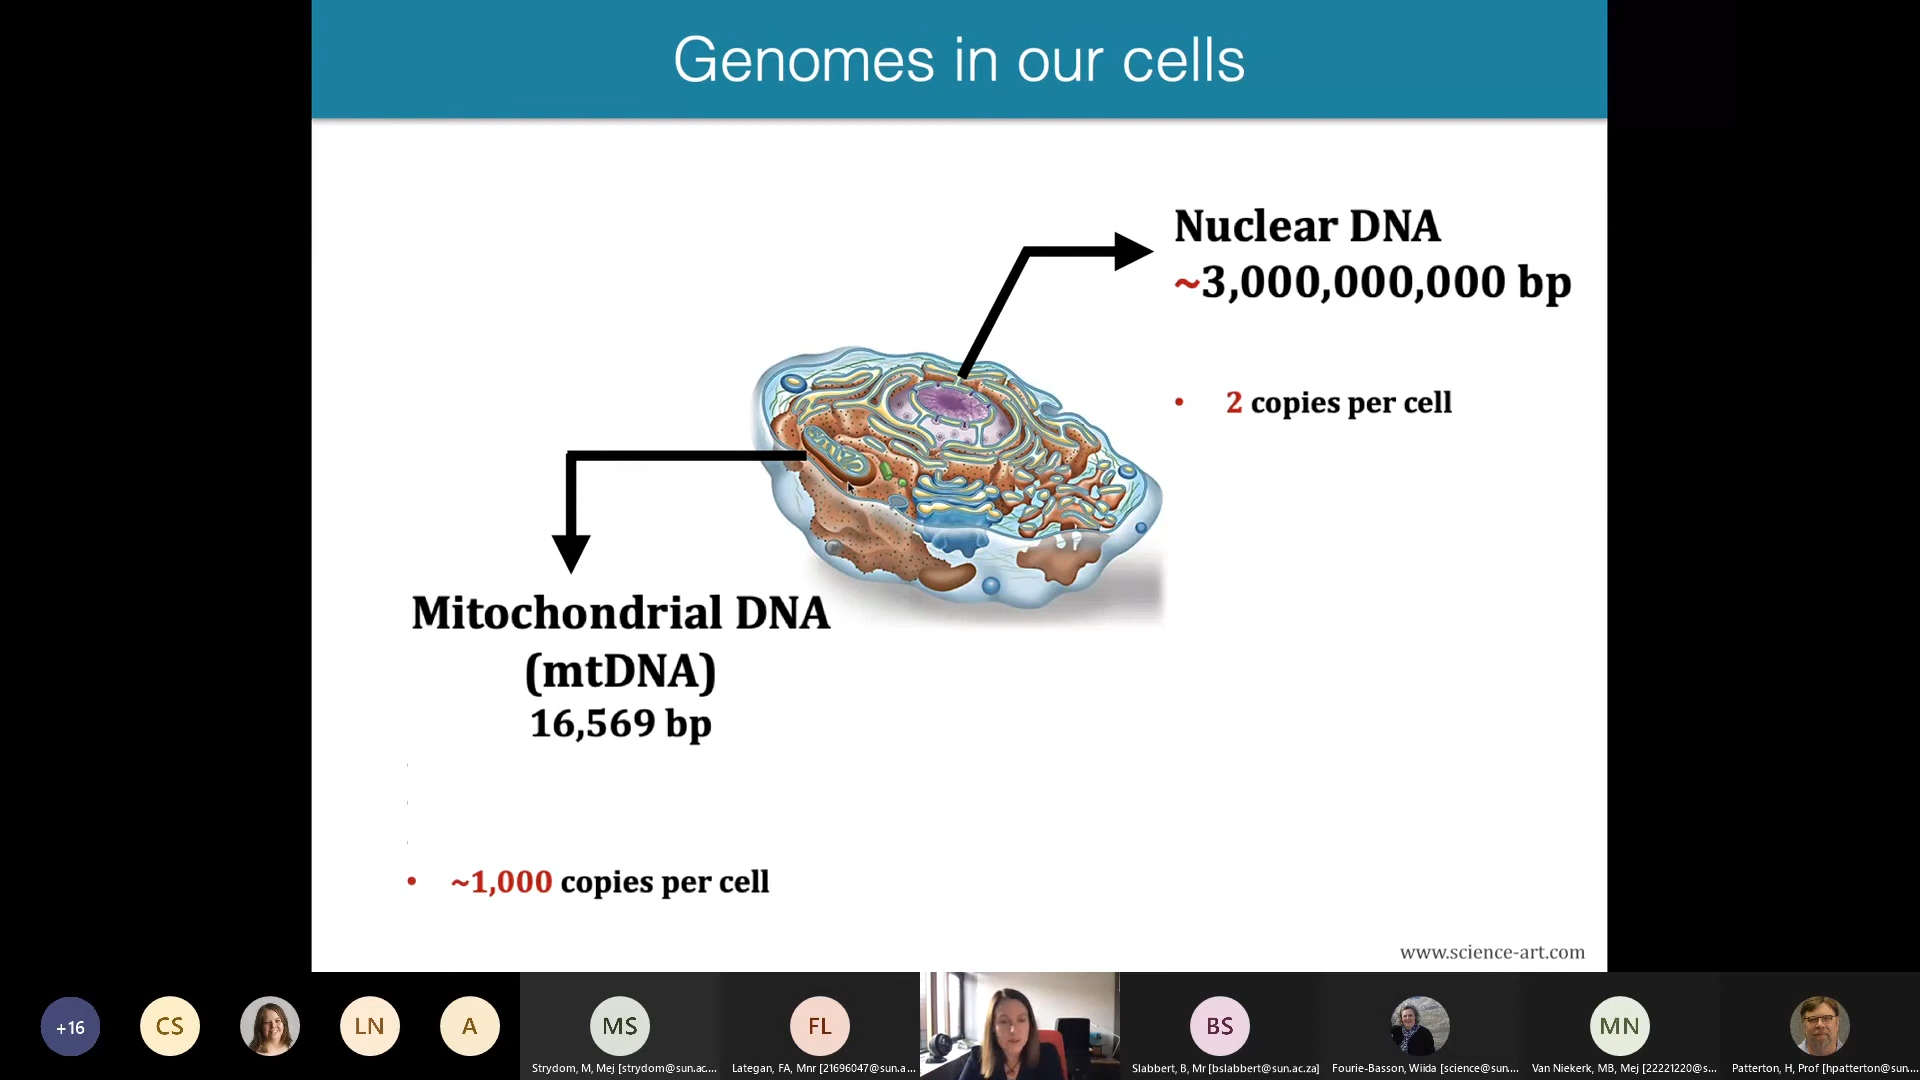 Genomes in our cells
Nuclear DNA
~3,000,000,000 bp
• 2 copies per cell
Mitochondrial DNA
(mtDNA)
16,569 bp
• ~1,000 copies per cell
www.science-art.com
+16
CS
LN
A
MS
Strydom, M, Mej [strydom@sun.ac....
FL
Lategan, FA, Mnr [21696047@sun.a...
BS
Slabbert, B, Mr [bslabbert@sun.ac.za]
Fourie-Basson, Wiida [science@sun....
MN
Van Niekerk, MB, Mej [22221220@s...
Patterton, H, Prof [hpatterton@sun....